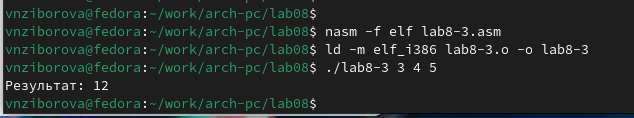 vnziborova@fedora:~/work/arch-pc/lab08$
vnziborova@fedora:~/work/arch-pc/lab08$ nasm -f elf lab8-3.asm
vnziborova@fedora:~/work/arch-pc/lab08$ ld -m elf_i386 lab8-3.o -o lab8-3
vnziborova@fedora:~/work/arch-pc/lab08$ ./lab8-3 3 4 5
Результат: 12
vnziborova@fedora:~/work/arch-pc/lab08$